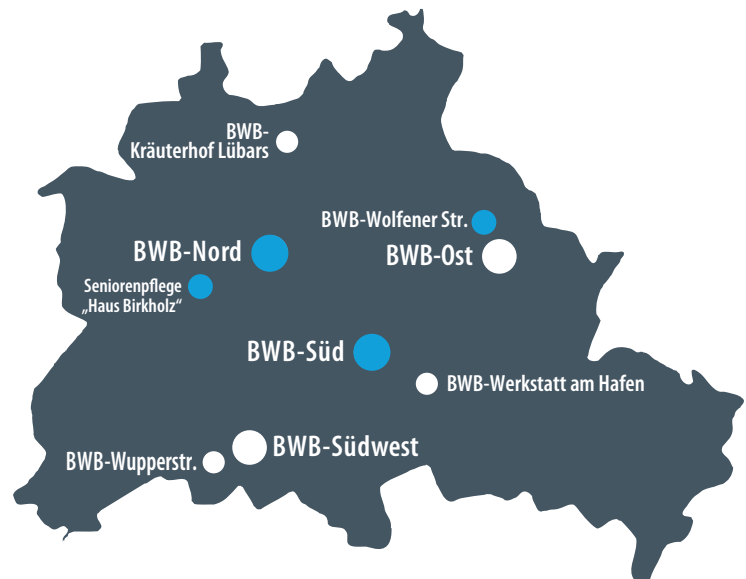 BWB-
Kräuterhof Lübars
BWB-Wolfener Str.
BWB-Nord
BWB-Ost
Seniorenpflege
„Haus Birkholz“
BWB-Süd
BWB-Werkstatt am Hafen
BWB-Südwest
BWB-Wupperstr.